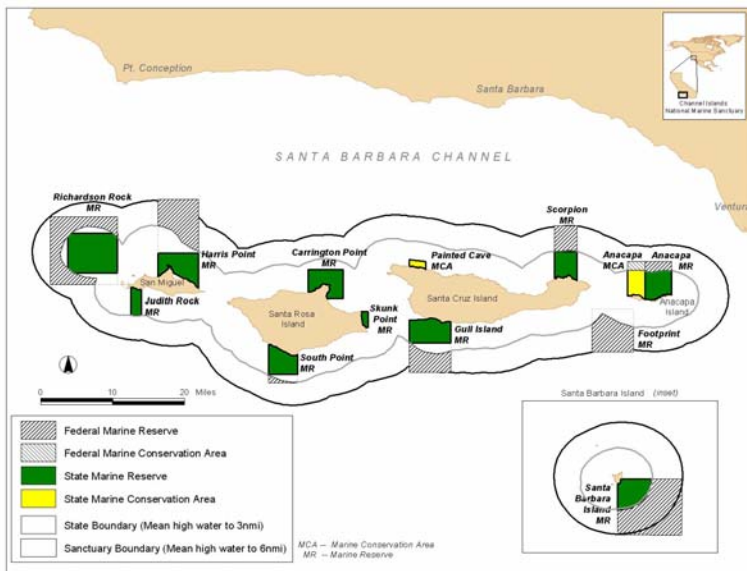 Pt. Conception
Santa Barbara
Channel Islands
National Marine Sanctuary
SANTA BARBARA CHANNEL
Ventur
Richardson Rock
MR
Harris Point
MR
San Miguel
Judith Rock
MR
Carrington Point
MR
Santa Rosa
Island
Skunk
Point
MR
South Point
MR
Painted Cave
MCA
Santa Cruz Island
Gull Island
MR
Scorpion
MR
Anacapa
MCA
Anacapa
MR
Anacapa
Island
Footprint
MR
0 10 20 Miles
Federal Marine Reserve
Federal Marine Conservation Area
State Marine Reserve
State Marine Conservation Area
State Boundary (Mean high water to 3nmi)
Sanctuary Boundary (Mean high water to 6nmi)
MCA -- Marine Conservation Area
MR -- Marine Reserve
Santa Barbara Island (inset)
Santa
Barbara
Island
MR